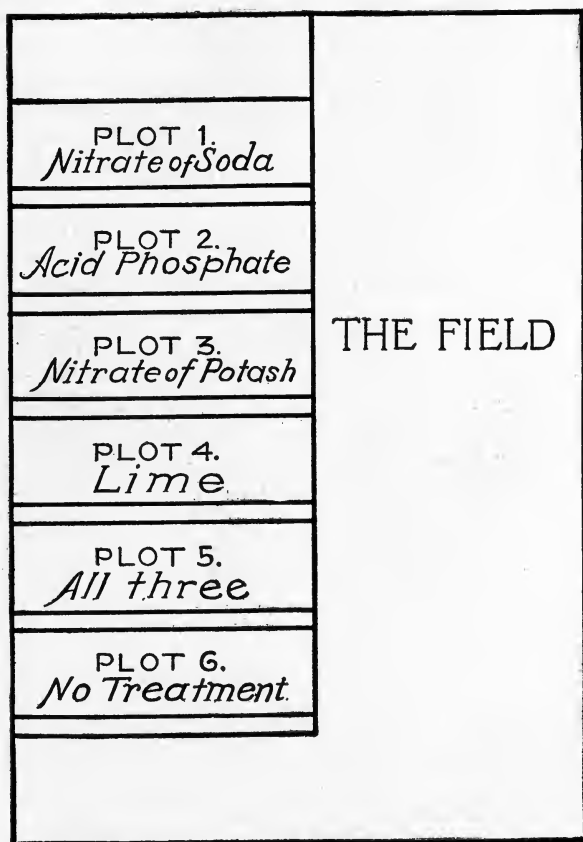 PLOT 1.
Nitrate of Soda
PLOT 2.
Acid Phosphate
PLOT 3.
Nitrate of Potash
THE FIELD
PLOT 4.
Lime
PLOT 5.
All three
PLOT 6.
No Treatment.